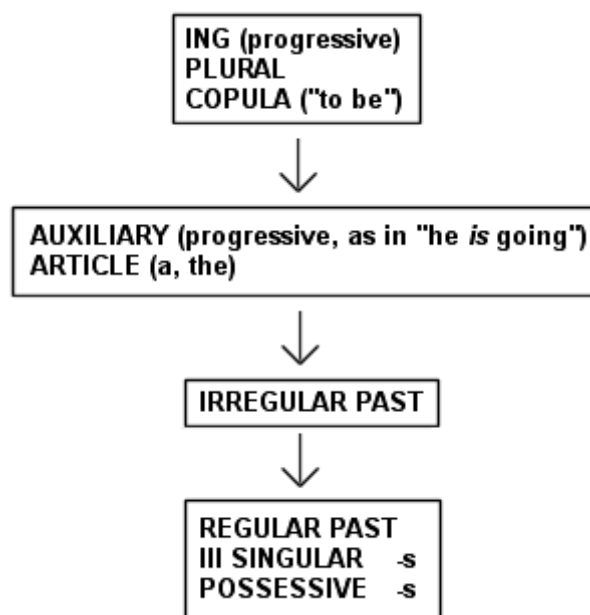 ING (progressive)
PLURAL
COPULA ("to be")
AUXILIARY (progressive, as in "he is going")
ARTICLE (a, the)
IRREGULAR PAST
REGULAR PAST
III SINGULAR -s
POSSESSIVE -s